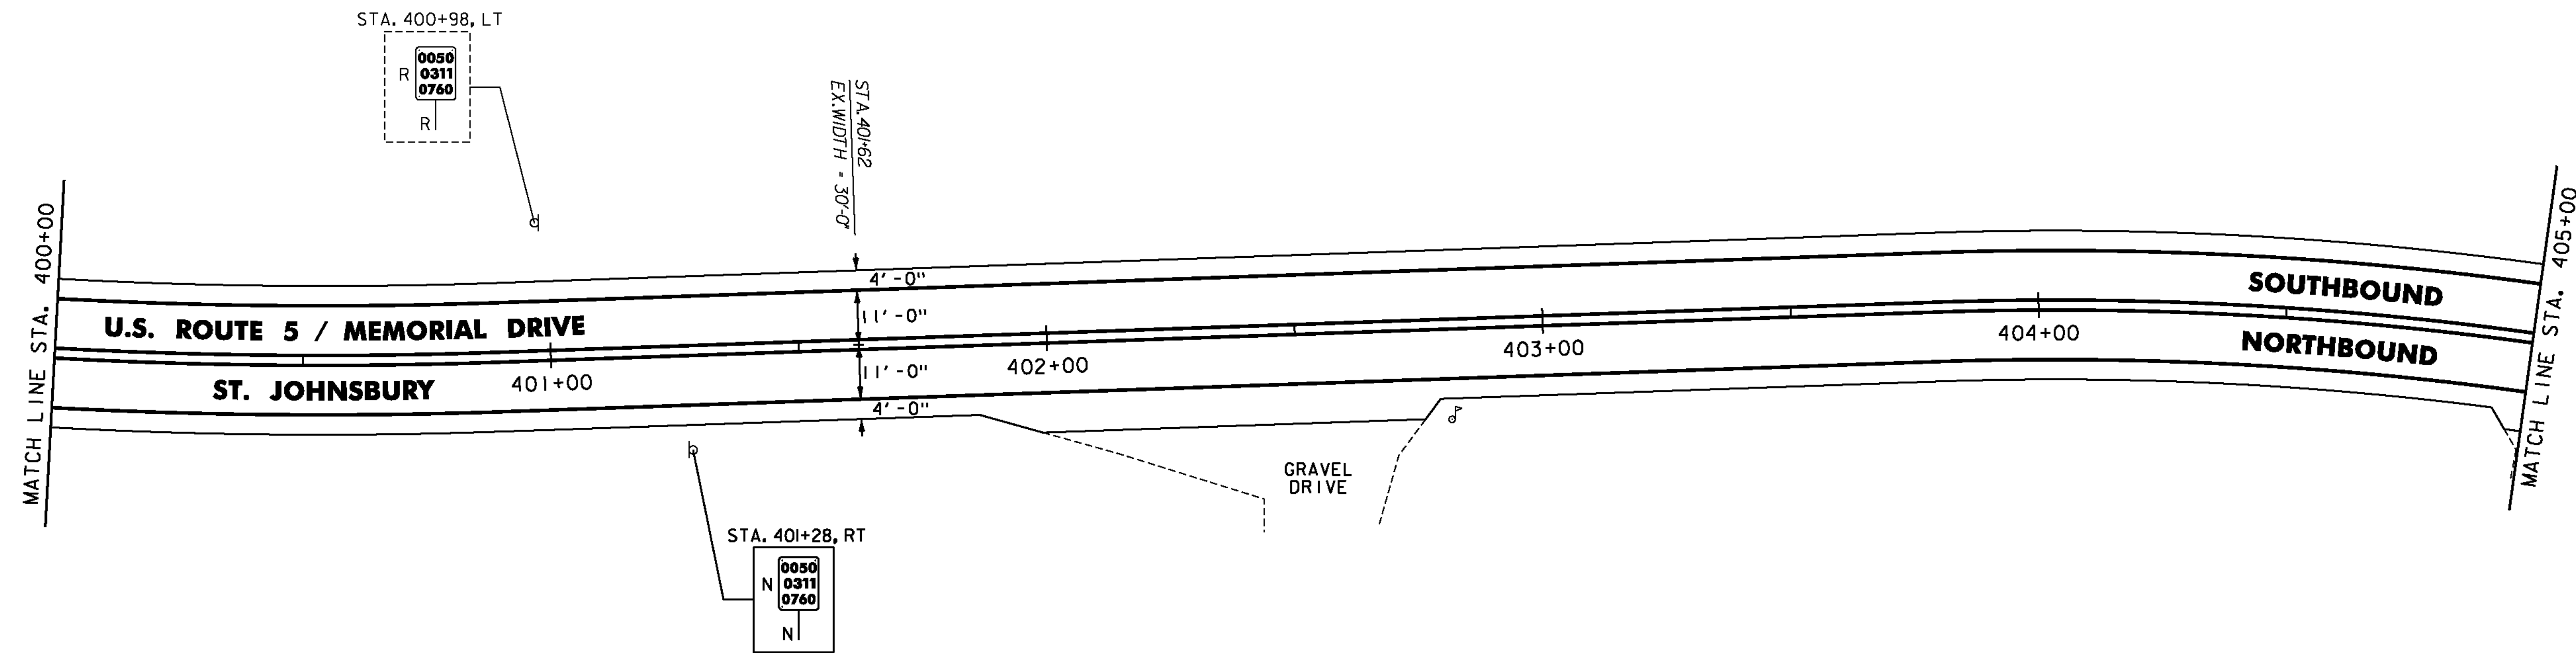 STA. 400+98, LT
R
0050
0311
0760
R
STA. 401+62
EX.WIDTH = 30'-0"
MATCH LINE STA. 400+00
MATCH LINE STA. 405+00
4'-0"
11'-0"
11'-0"
4'-0"
SOUTHBOUND
NORTHBOUND
U.S. ROUTE 5 / MEMORIAL DRIVE
ST. JOHNSBURY
401+00
402+00
403+00
404+00
GRAVEL
DRIVE
STA. 401+28, RT
N
0050
0311
0760
N